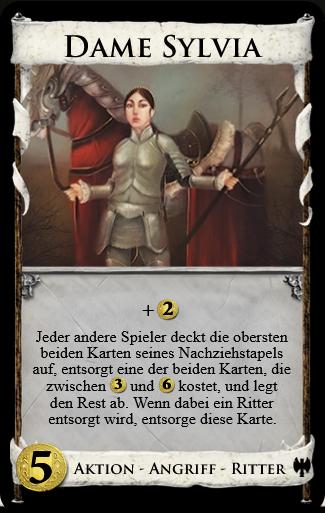 DAME SYLVIA
+ 2
Jeder andere Spieler deckt die obersten
beiden Karten seines Nachziehstapels
auf, entsorgt eine der beiden Karten, die
zwischen 3 und 6 kostet, und legt
den Rest ab. Wenn dabei ein Ritter
entsorgt wird, entsorge diese Karte.
5 AKTION - ANGRIFF - RITTER